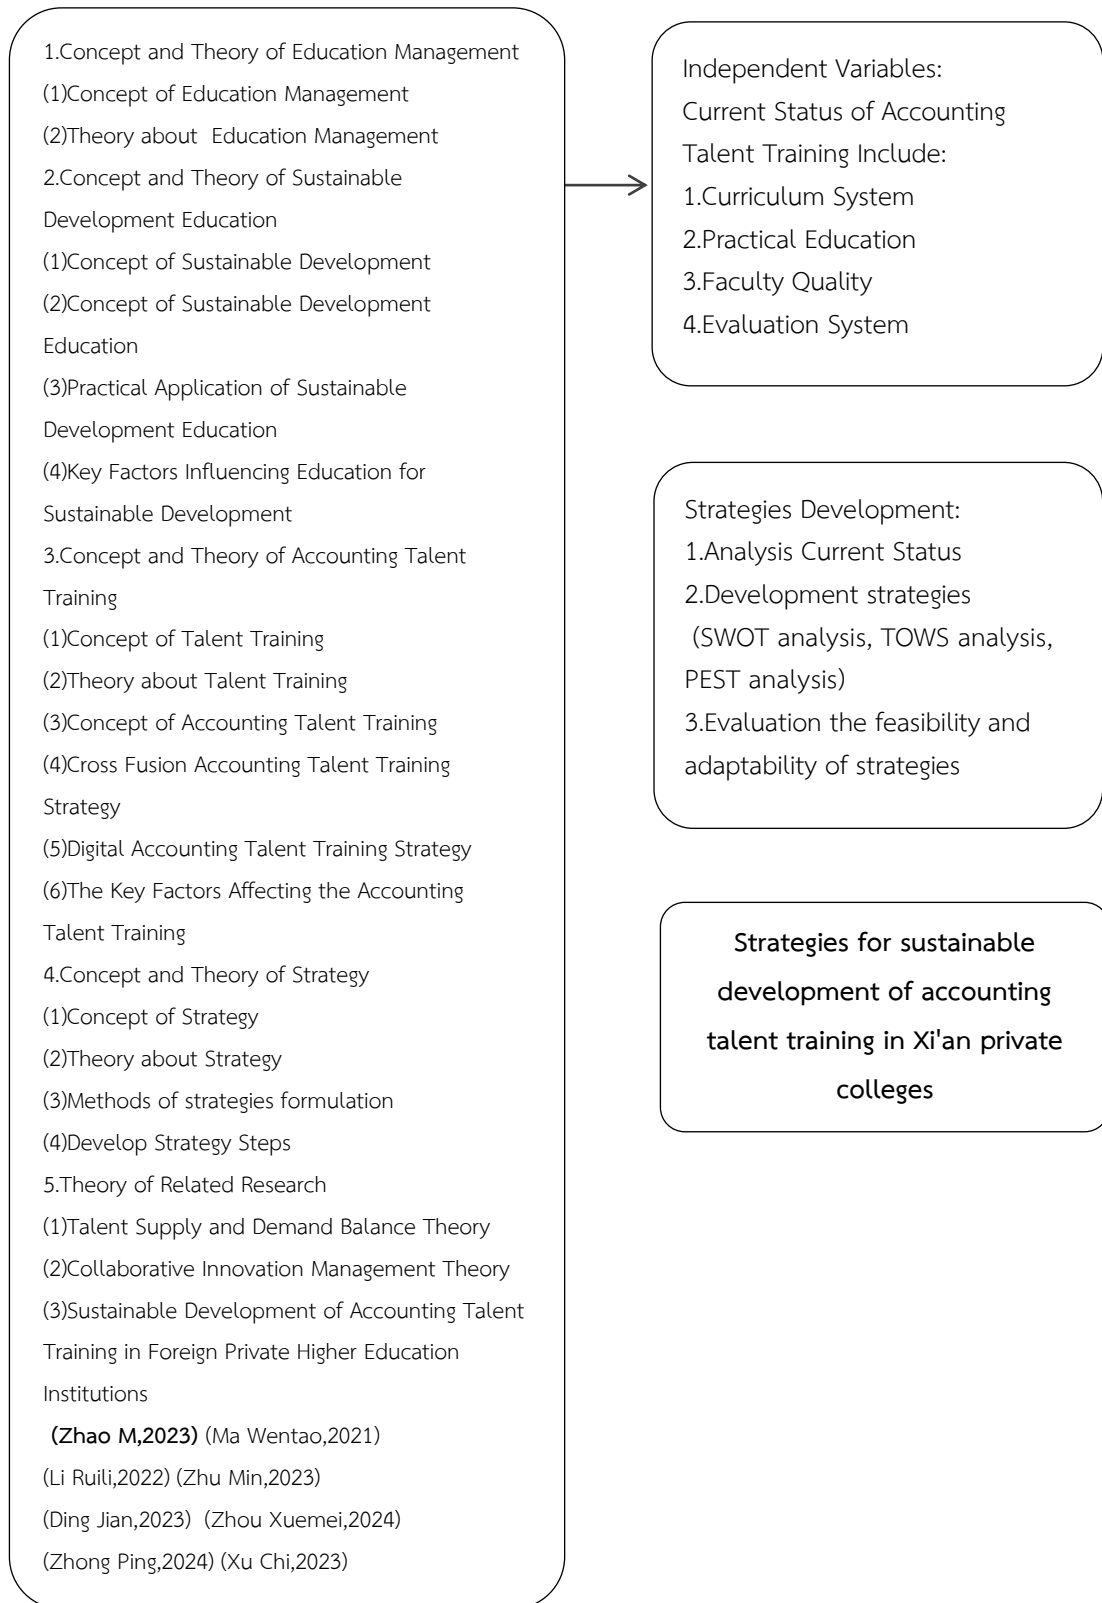 1.Concept and Theory of Education Management
(1)Concept of Education Management
(2)Theory about  Education Management
2.Concept and Theory of Sustainable
Development Education
(1)Concept of Sustainable Development
(2)Concept of Sustainable Development
Education
(3)Practical Application of Sustainable
Development Education
(4)Key Factors Influencing Education for
Sustainable Development
3.Concept and Theory of Accounting Talent
Training
(1)Concept of Talent Training
(2)Theory about Talent Training
(3)Concept of Accounting Talent Training
(4)Cross Fusion Accounting Talent Training
Strategy
(5)Digital Accounting Talent Training Strategy
(6)The Key Factors Affecting the Accounting
Talent Training
4.Concept and Theory of Strategy
(1)Concept of Strategy
(2)Theory about Strategy
(3)Methods of strategies formulation
(4)Develop Strategy Steps
5.Theory of Related Research
(1)Talent Supply and Demand Balance Theory
(2)Collaborative Innovation Management Theory
(3)Sustainable Development of Accounting Talent
Training in Foreign Private Higher Education
Institutions
(Zhao M,2023) (Ma Wentao,2021)
(Li Ruili,2022) (Zhu Min,2023)
(Ding Jian,2023)  (Zhou Xuemei,2024)
(Zhong Ping,2024) (Xu Chi,2023)
Independent Variables:
Current Status of Accounting
Talent Training Include:
1.Curriculum System
2.Practical Education
3.Faculty Quality
4.Evaluation System
Strategies Development:
1.Analysis Current Status
2.Development strategies
(SWOT analysis, TOWS analysis,
PEST analysis)
3.Evaluation the feasibility and
adaptability of strategies
Strategies for sustainable
development of accounting
talent training in Xi'an private
colleges